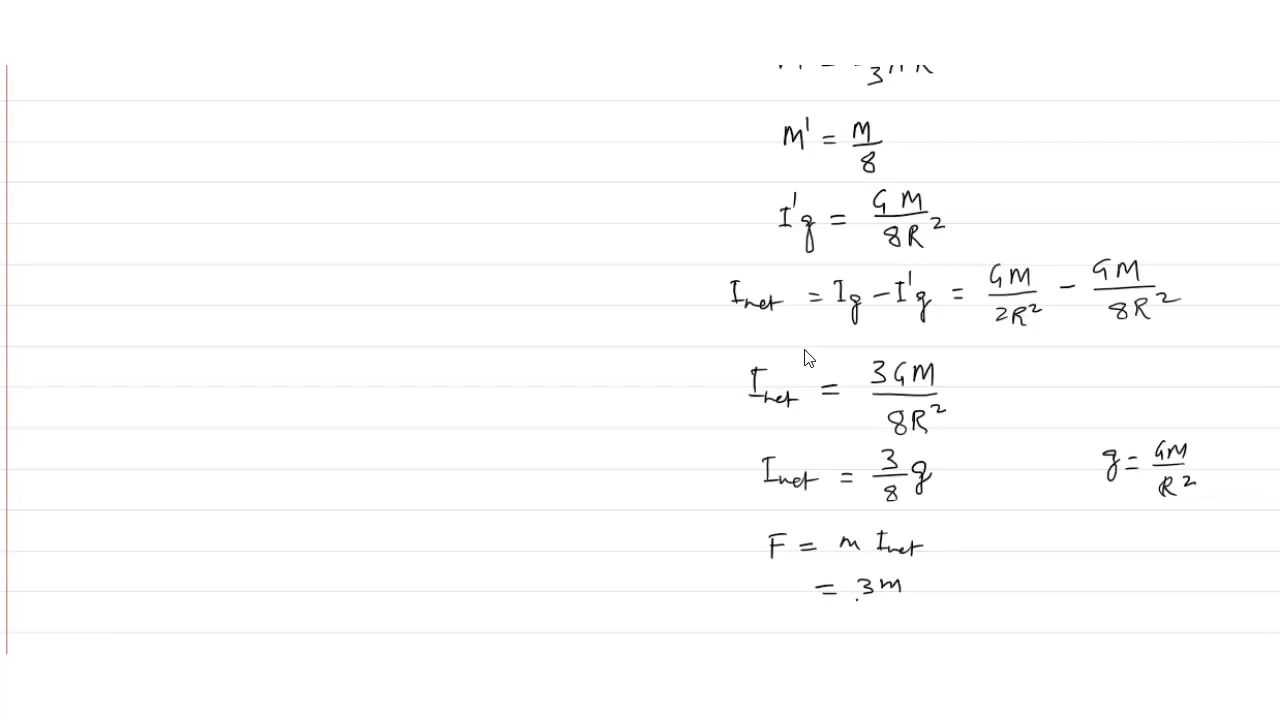 M' = M/8
I'g = GM/8R²
Inet = Ig - I'g = GM/2R² - GM/8R²
Inet = 3GM/8R²
Inet = 3/8 g g = GM/R²
F = m Inet
= 3m